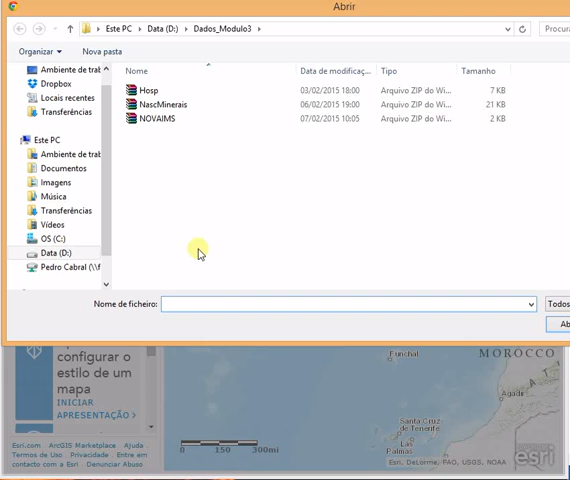 Abrir
Este PC
Data (D:)
Dados_Modulo3
Procura
Organizar
Nova pasta
Nome
Data de modificaç...
Tipo
Tamanho
Ambiente de trab
Dropbox
Locais recentes
Transferências
Este PC
Ambiente de trab
Documentos
Imagens
Música
Transferências
Vídeos
OS (C:)
Data (D:)
Pedro Cabral (\\f
Hosp 03/02/2015 18:00 Arquivo ZIP do Wi... 7 KB
NascMinerais 06/02/2015 19:00 Arquivo ZIP do Wi... 21 KB
NOVAIMS 07/02/2015 10:05 Arquivo ZIP do Wi... 2 KB
Nome de ficheiro:
Todos
Ab
configurar o
estilo de um
mapa
INICIAR
APRESENTAÇÃO >
Esri.com . ArcGIS Marketplace . Ajuda .
Termos de Uso . Privacidade . Entre em
contacto com a Esri . Denunciar Abuso
Funchal
MOROCCO
Agadir
Santa Cruz
de Tenerife
Las
Palmas
0 150 300mi
esri
Esri, DeLorme, FAO, USGS, NOAA